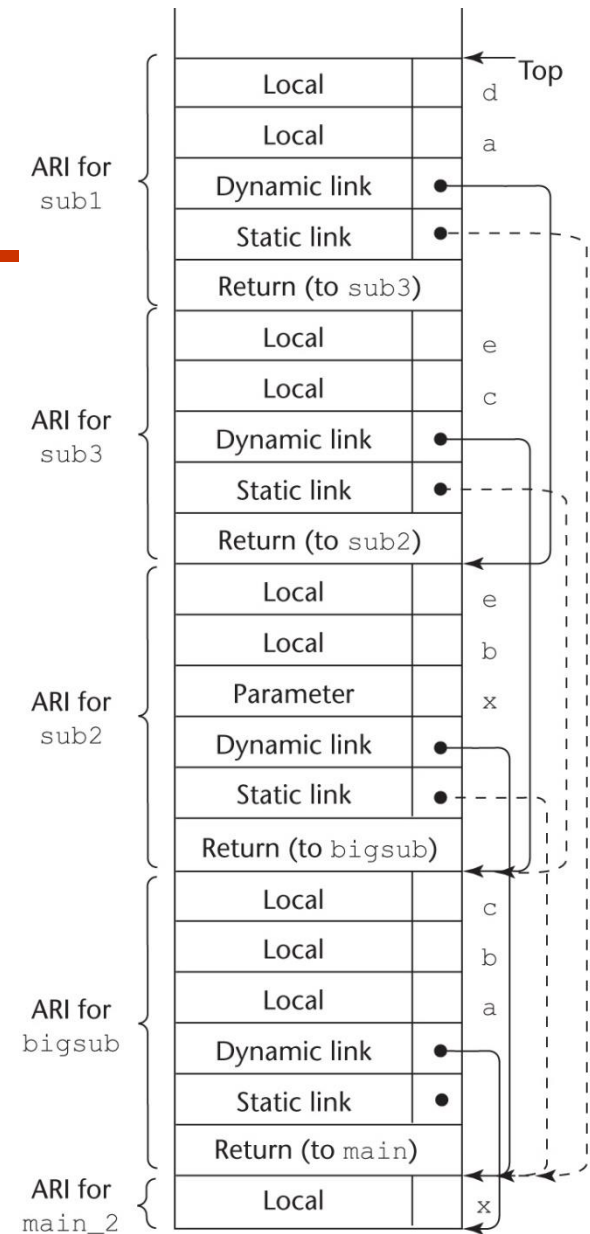 Top
Local d
Local a
ARI for
sub1
Dynamic link
Static link
Return (to sub3)
Local e
Local c
ARI for
sub3
Dynamic link
Static link
Return (to sub2)
Local e
Local b
Parameter x
ARI for
sub2
Dynamic link
Static link
Return (to bigsub)
Local c
Local b
Local a
ARI for
bigsub
Dynamic link
Static link
Return (to main)
ARI for
main_2
Local x